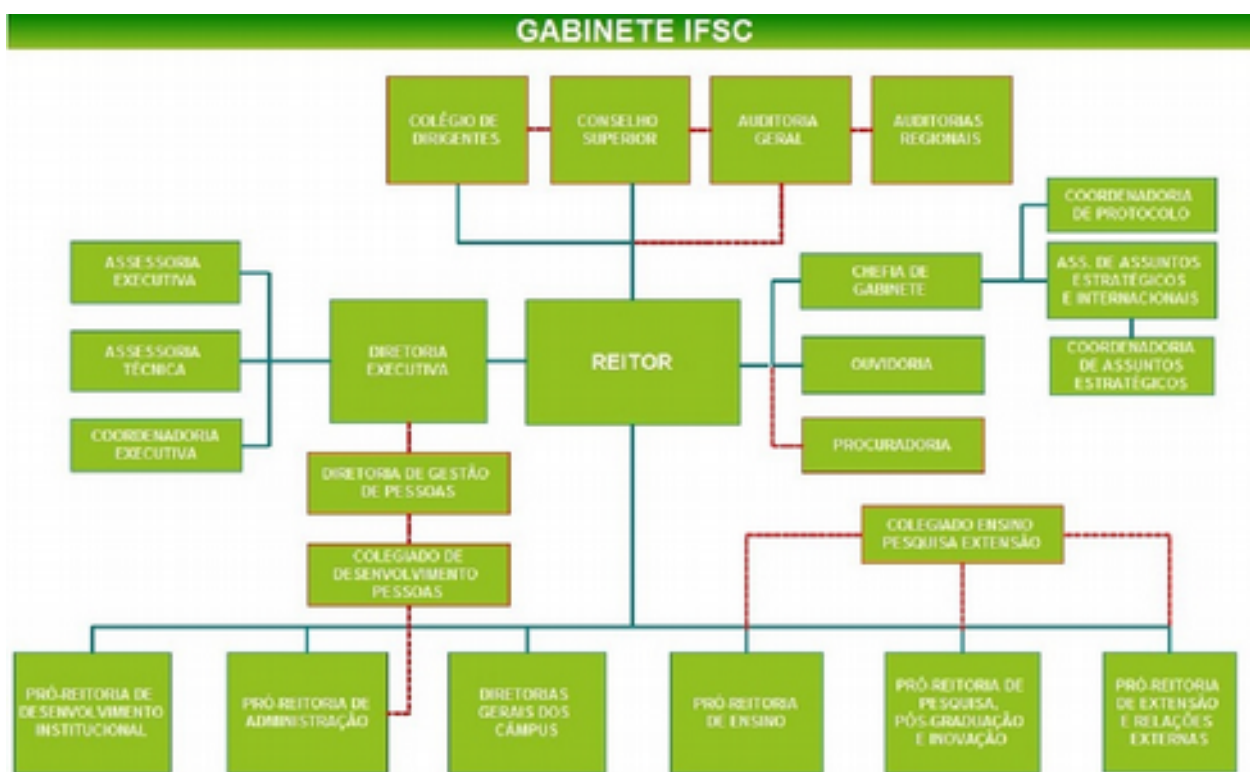 GABINETE IFSC
COLÉGIO DE
DIRIGENTES
CONSELHO
SUPERIOR
AUDITORIA
GERAL
AUDITORIAS
REGIONAIS
COORDENADORIA
DE PROTOCOLO
ASSESSORIA
EXECUTIVA
CHEFIA DE
GABINETE
ASS. DE ASSUNTOS
ESTRATÉGICOS
E INTERNACIONAIS
ASSESSORIA
TÉCNICA
DIRETORIA
EXECUTIVA
REITOR
OUVIDORIA
COORDENADORIA
DE ASSUNTOS
ESTRATÉGICOS
COORDENADORIA
EXECUTIVA
PROCURADORIA
DIRETORIA DE GESTÃO
DE PESSOAS
COLEGIADO ENSINO
PESQUISA EXTENSÃO
COLEGIADO DE
DESENVOLVIMENTO
PESSOAS
PRÓ-REITORIA DE
DESENVOLVIMENTO
INSTITUCIONAL
PRÓ-REITORIA DE
ADMINISTRAÇÃO
DIRETORIAS
GERAIS DOS
CÂMPUS
PRÓ-REITORIA
DE ENSINO
PRÓ-REITORIA DE
PESQUISA,
PÓS-GRADUAÇÃO
E INOVAÇÃO
PRÓ-REITORIA
DE EXTENSÃO
E RELAÇÕES
EXTERNAS